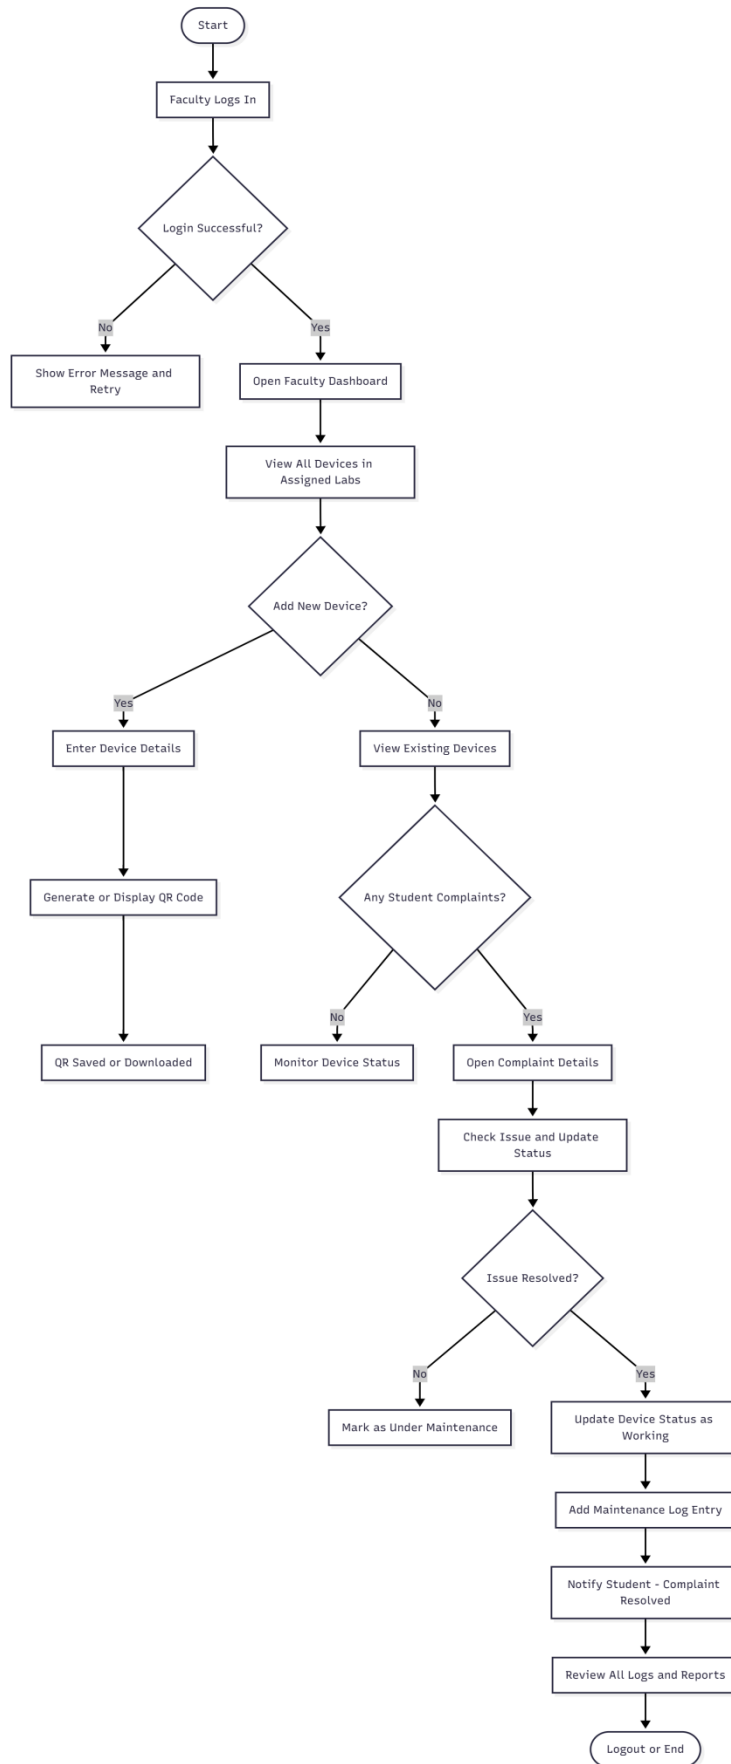 Start
Faculty Logs In
Login Successful?
No
Yes
Show Error Message and
Retry
Open Faculty Dashboard
View All Devices in
Assigned Labs
Add New Device?
Yes
No
Enter Device Details
View Existing Devices
Generate or Display QR Code
Any Student Complaints?
No
Yes
QR Saved or Downloaded
Monitor Device Status
Open Complaint Details
Check Issue and Update
Status
Issue Resolved?
No
Yes
Mark as Under Maintenance
Update Device Status as
Working
Add Maintenance Log Entry
Notify Student - Complaint
Resolved
Review All Logs and Reports
Logout or End